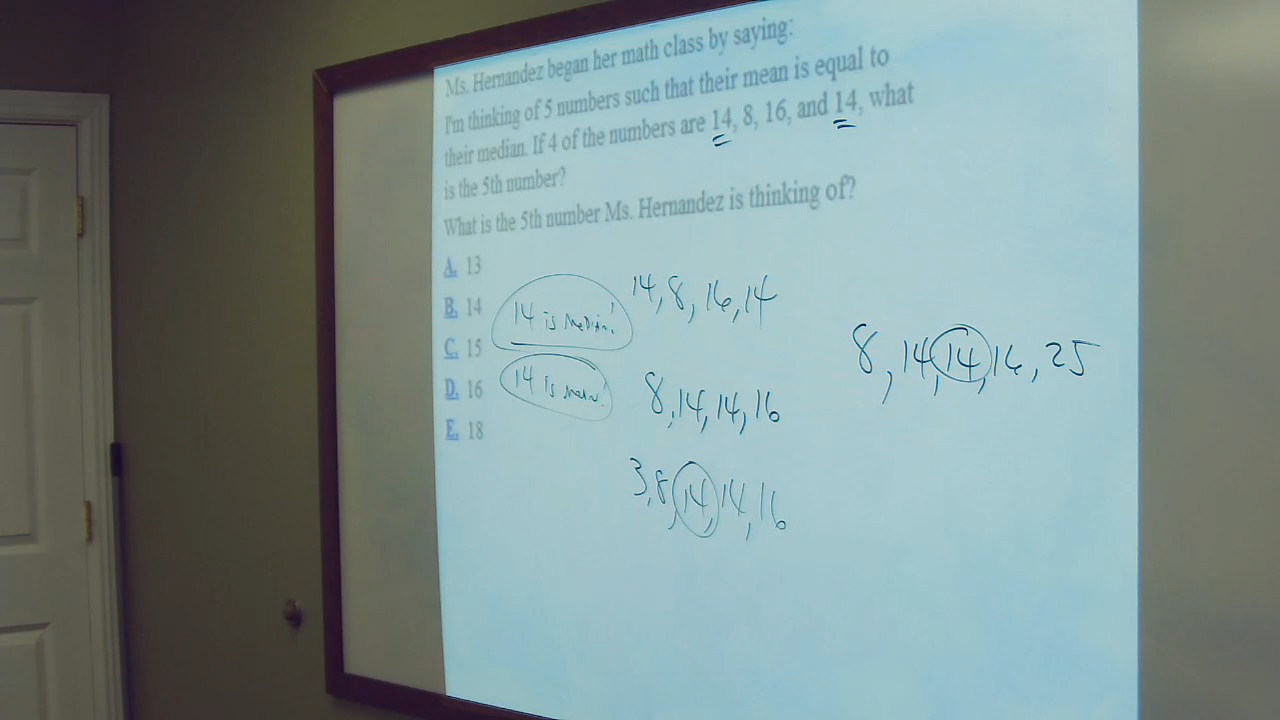 Ms. Hernandez began her math class by saying:
I'm thinking of 5 numbers such that their mean is equal to
their median. If 4 of the numbers are 14, 8, 16, and 14, what
is the 5th number?
What is the 5th number Ms. Hernandez is thinking of?
A. 13
B. 14
C. 15
D. 16
E. 18
14 is median!
14, 8, 16, 14
14 is mean!
8, 14, 14, 16
8, 14, 14, 16, 25
3, 8, 14, 14, 16